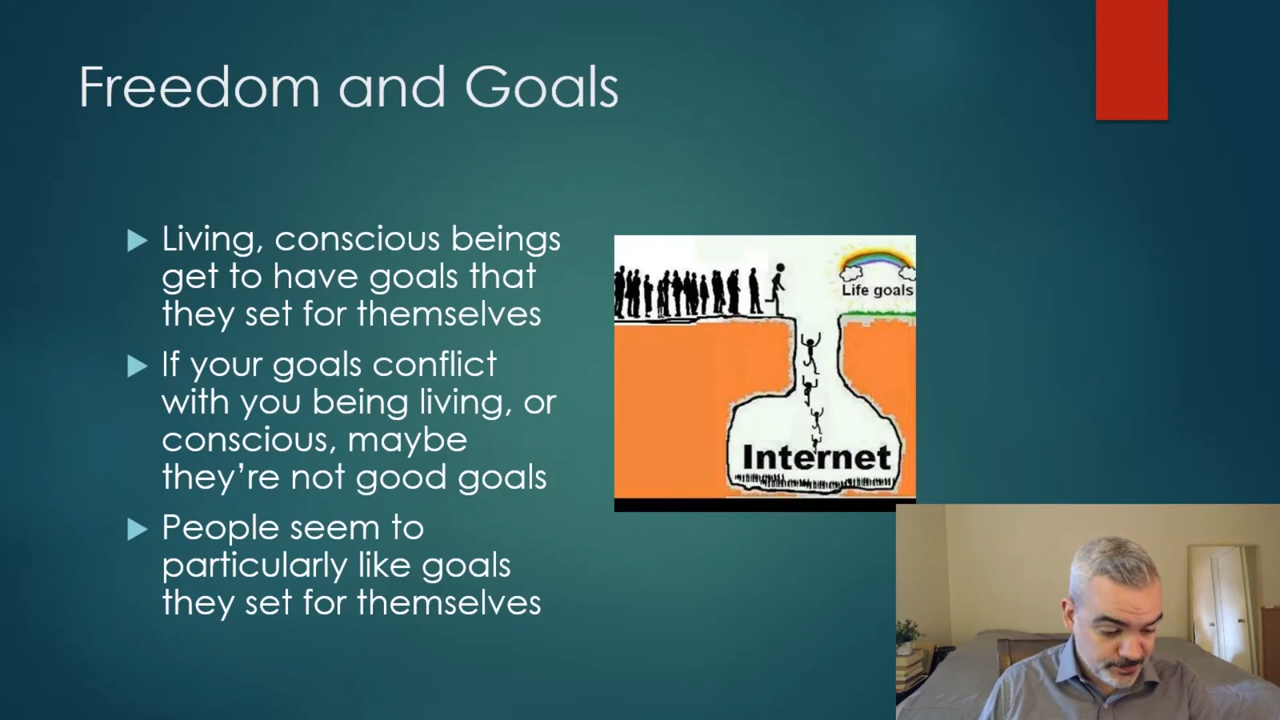 Freedom and Goals
Living, conscious beings
get to have goals that
they set for themselves
If your goals conflict
with you being living, or
conscious, maybe
they're not good goals
People seem to
particularly like goals
they set for themselves
Life goals
Internet